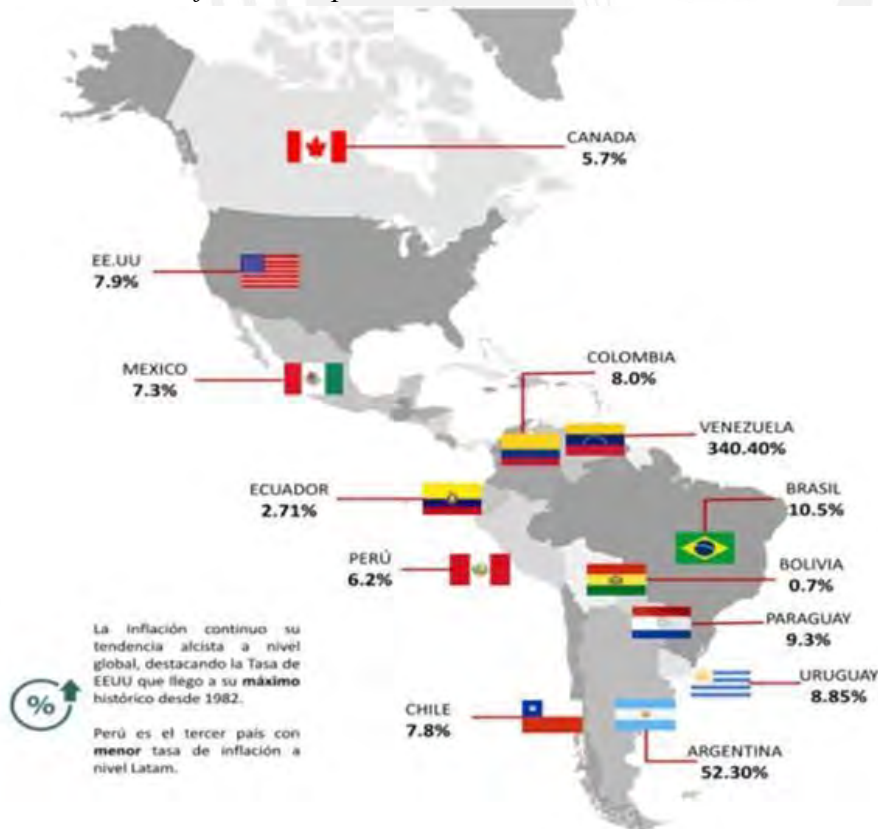 CANADA
5.7%
EE.UU
7.9%
MEXICO
7.3%
COLOMBIA
8.0%
VENEZUELA
340.40%
ECUADOR
2.71%
BRASIL
10.5%
PERÚ
6.2%
BOLIVIA
0.7%
PARAGUAY
9.3%
URUGUAY
8.85%
CHILE
7.8%
ARGENTINA
52.30%
%
La Inflación continuo su
tendencia alcista a nivel
global, destacando la Tasa de
EEUU que llego a su máximo
histórico desde 1982.
Perú es el tercer país con
menor tasa de inflación a
nivel Latam.